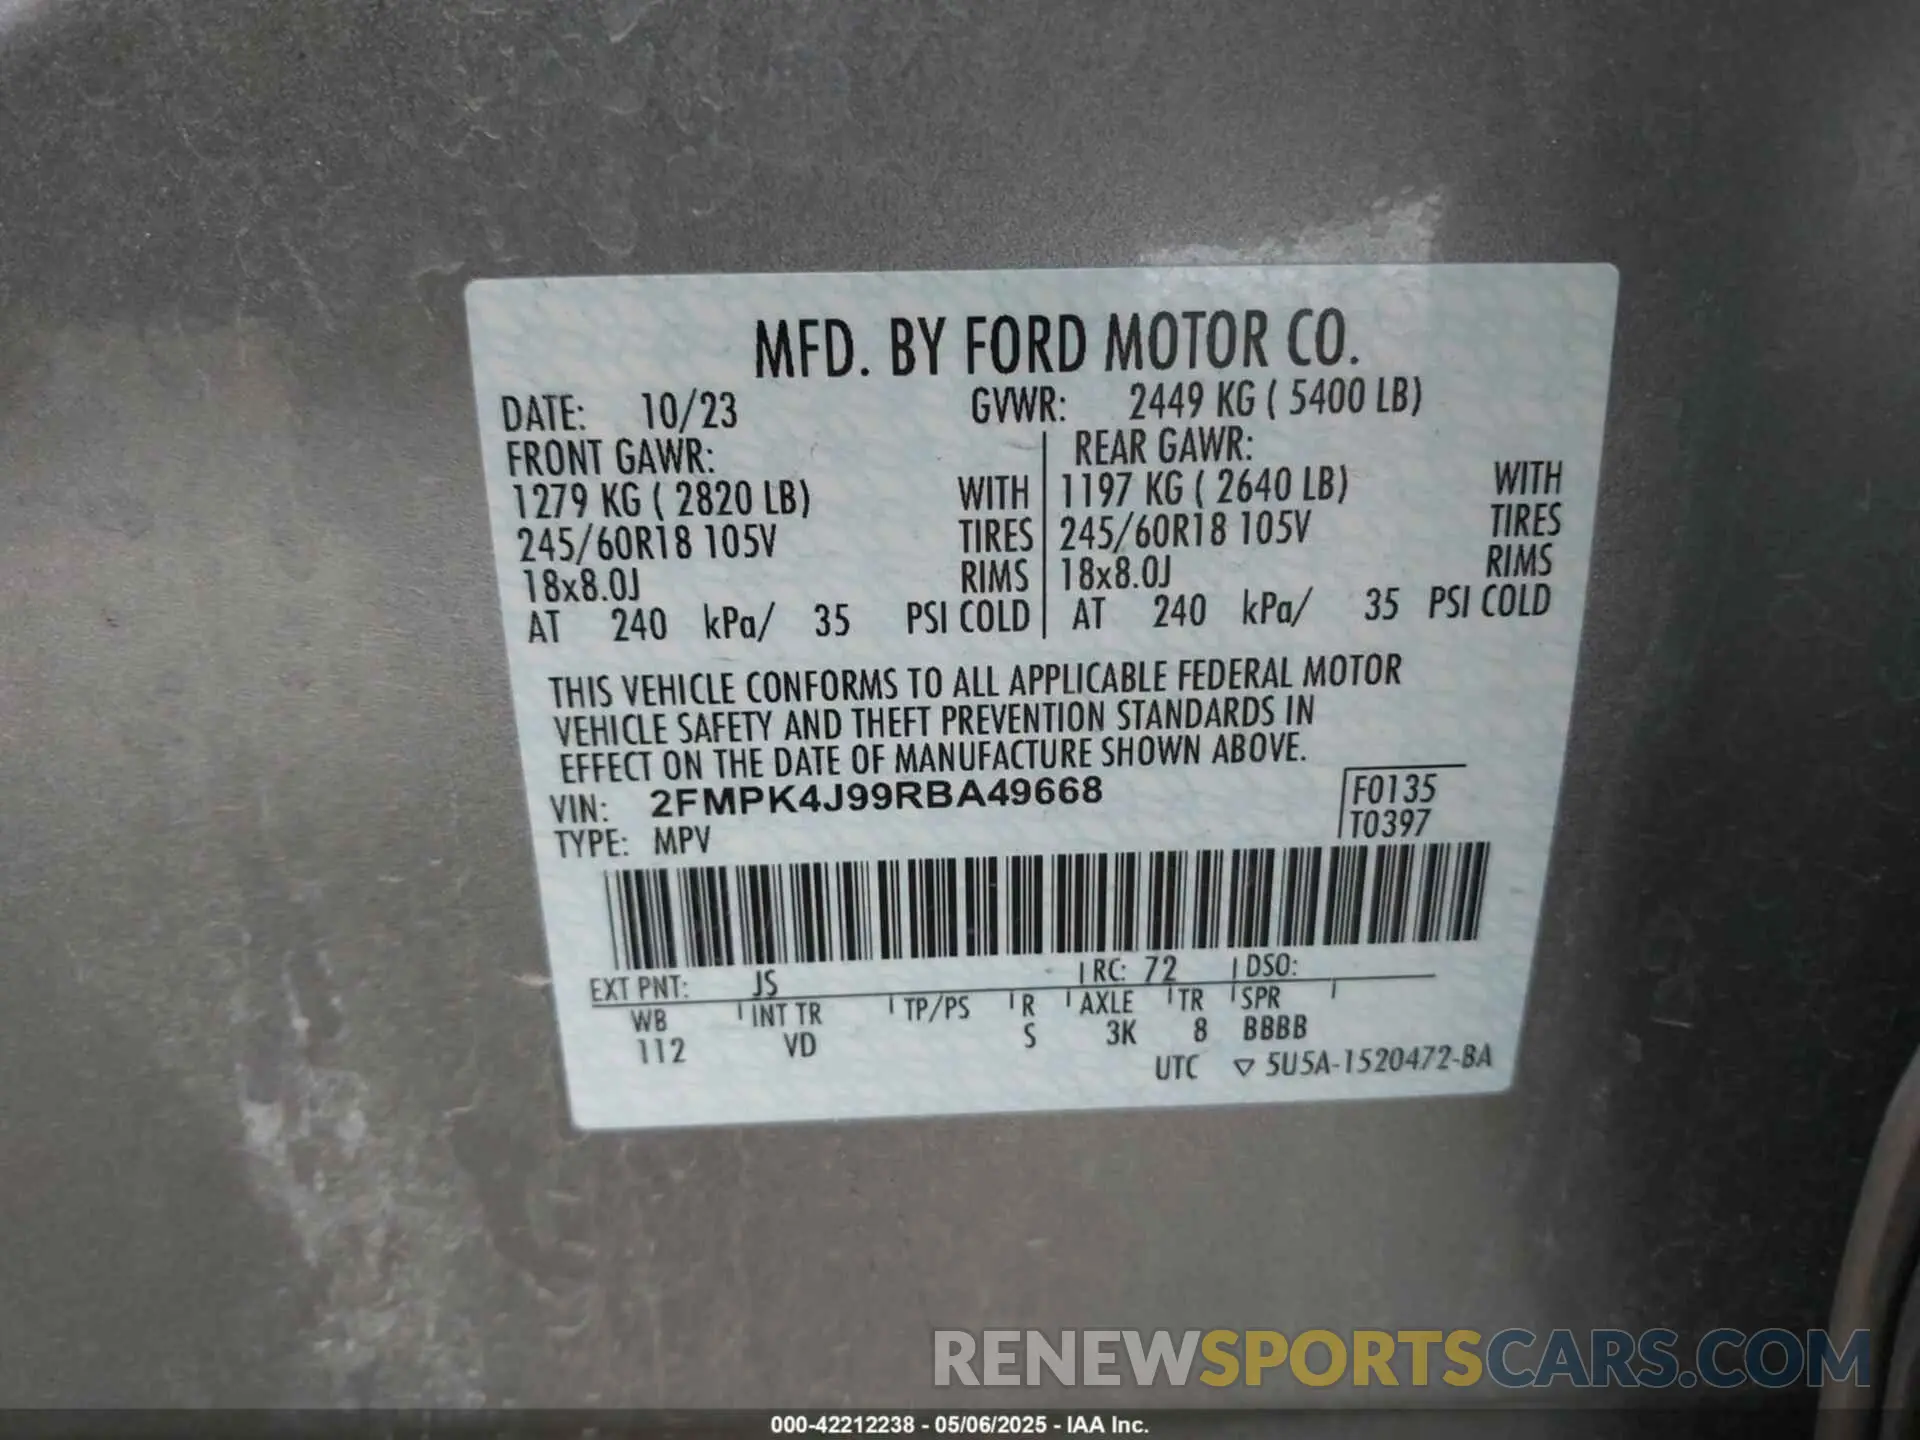 MFD. BY FORD MOTOR CO.
DATE: 10/23 GVWR: 2449 KG ( 5400 LB)
FRONT GAWR: REAR GAWR:
1279 KG ( 2820 LB) WITH 1197 KG ( 2640 LB) WITH
245/60R18 105V TIRES 245/60R18 105V TIRES
18x8.0J RIMS 18x8.0J RIMS
AT 240 kPa/ 35 PSI COLD AT 240 kPa/ 35 PSI COLD
THIS VEHICLE CONFORMS TO ALL APPLICABLE FEDERAL MOTOR
VEHICLE SAFETY AND THEFT PREVENTION STANDARDS IN
EFFECT ON THE DATE OF MANUFACTURE SHOWN ABOVE.
VIN: 2FMPK4J99RBA49668 F0135
TYPE: MPV T0397
EXT PNT: JS RC: 72 DSO:
WB INT TR TP/PS R AXLE TR SPR
112 VD S 3K 8 BBBB
UTC ▽ 5U5A-1520472-BA
RENEWSPORTSCARS.COM
000-42212238 - 05/06/2025 - IAA Inc.